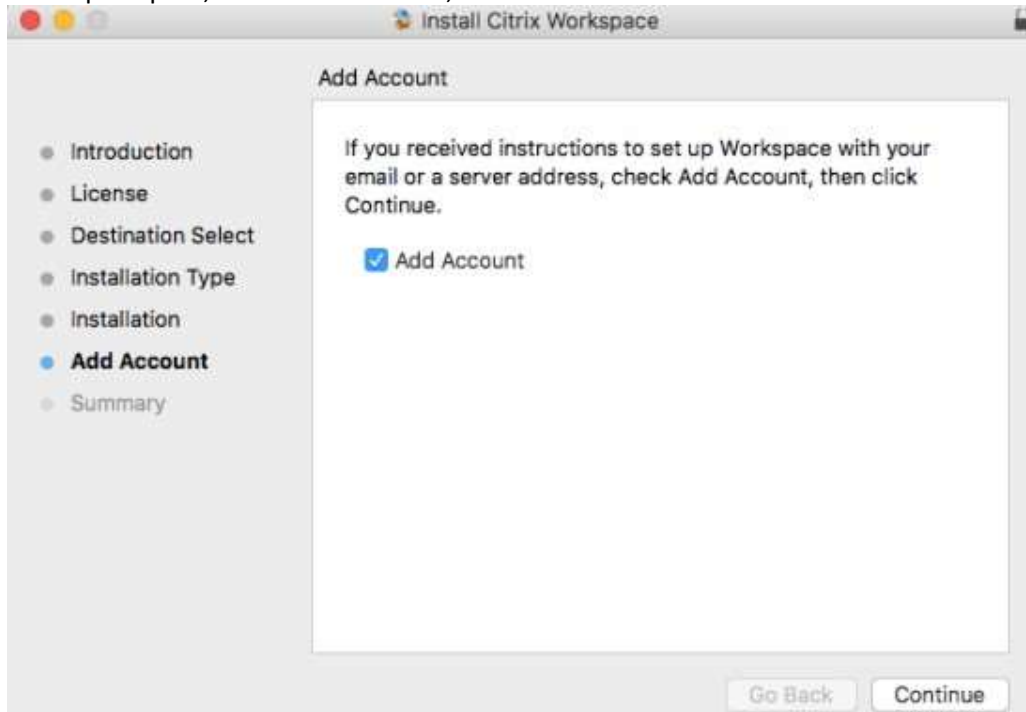 Install Citrix Workspace
Add Account
Introduction
License
Destination Select
Installation Type
Installation
Add Account
Summary
If you received instructions to set up Workspace with your
email or a server address, check Add Account, then click
Continue.
Add Account
Go Back
Continue